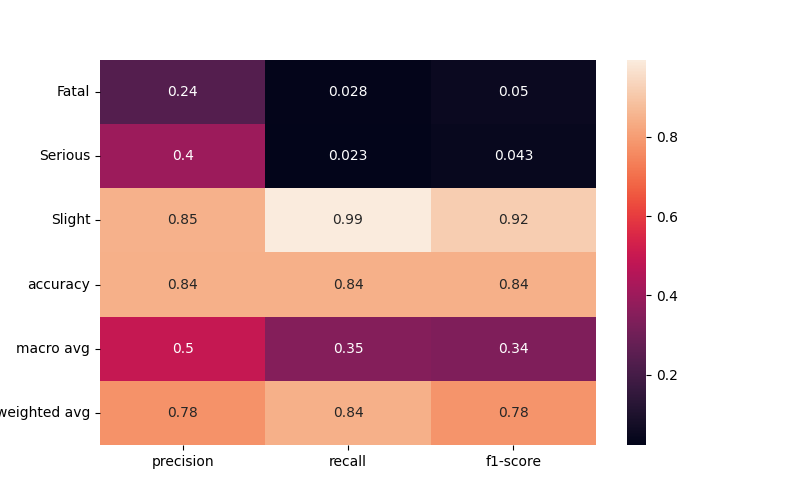 Fatal 0.24 0.028 0.05
0.8
Serious 0.4 0.023 0.043
Slight 0.85 0.99 0.92
0.6
accuracy 0.84 0.84 0.84
0.4
macro avg 0.5 0.35 0.34
0.2
weighted avg 0.78 0.84 0.78
precision recall f1-score